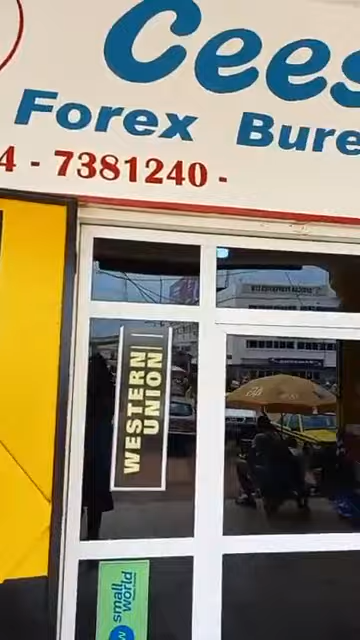 Cees
Forex Bure
4 - 7381240 -
WESTERN
UNION
small
world